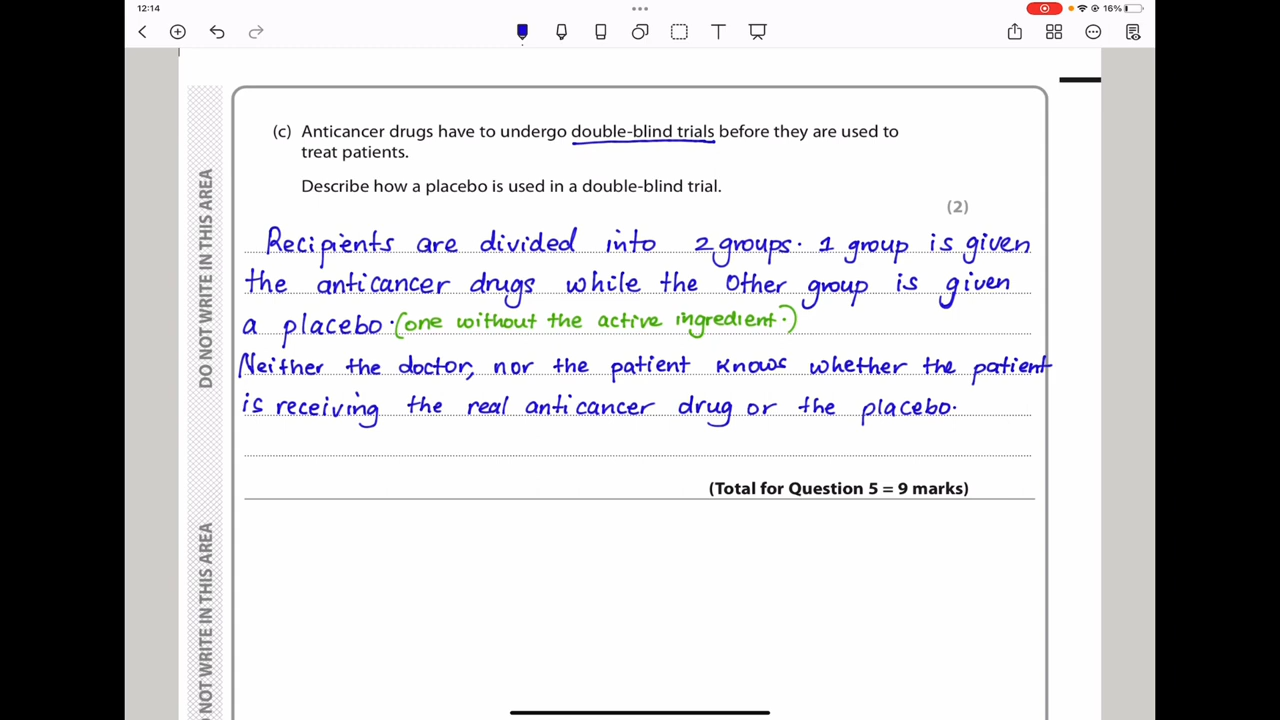 12:14
16%
DO NOT WRITE IN THIS AREA
(c) Anticancer drugs have to undergo double-blind trials before they are used to
treat patients.
Describe how a placebo is used in a double-blind trial.
(2)
Recipients are divided into 2 groups. 1 group is given
the anticancer drugs while the other group is given
a placebo. (one without the active ingredient.)
Neither the doctor, nor the patient knows whether the patient
is receiving the real anticancer drug or the placebo.
(Total for Question 5 = 9 marks)
NOT WRITE IN THIS AREA